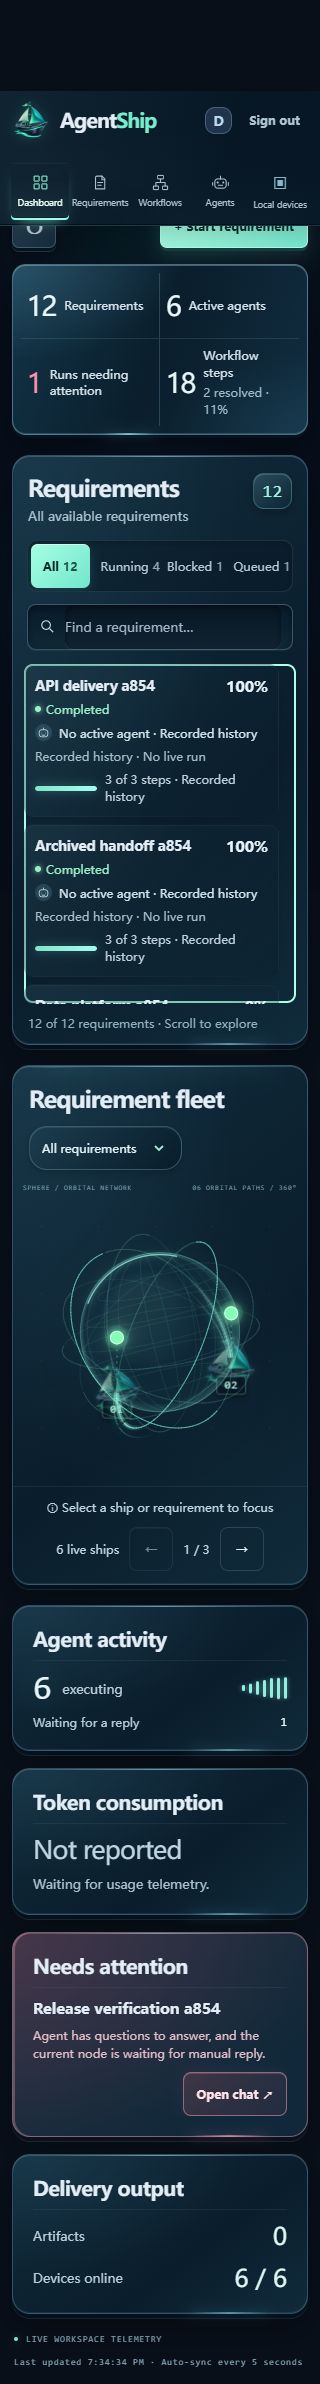 AgentShip
D
Sign out
Dashboard
Requirements
Workflows
Agents
Local devices
+ Start requirement
12 Requirements
6 Active agents
1 Runs needing
attention
18 Workflow
steps
2 resolved ·
11%
Requirements
12
All available requirements
All 12
Running 4
Blocked 1
Queued 1
Find a requirement...
API delivery a854
100%
Completed
No active agent · Recorded history
Recorded history · No live run
3 of 3 steps · Recorded
history
Archived handoff a854
100%
Completed
No active agent · Recorded history
Recorded history · No live run
3 of 3 steps · Recorded
history
Data platform a854
0%
12 of 12 requirements · Scroll to explore
Requirement fleet
All requirements
SPHERE / ORBITAL NETWORK
06 ORBITAL PATHS / 360°
02
01
Select a ship or requirement to focus
6 live ships
←
1 / 3
→
Agent activity
6 executing
Waiting for a reply
1
Token consumption
Not reported
Waiting for usage telemetry.
Needs attention
Release verification a854
Agent has questions to answer, and the
current node is waiting for manual reply.
Open chat ↗
Delivery output
Artifacts
0
Devices online
6 / 6
LIVE WORKSPACE TELEMETRY
Last updated 7:34:34 PM · Auto-sync every 5 seconds